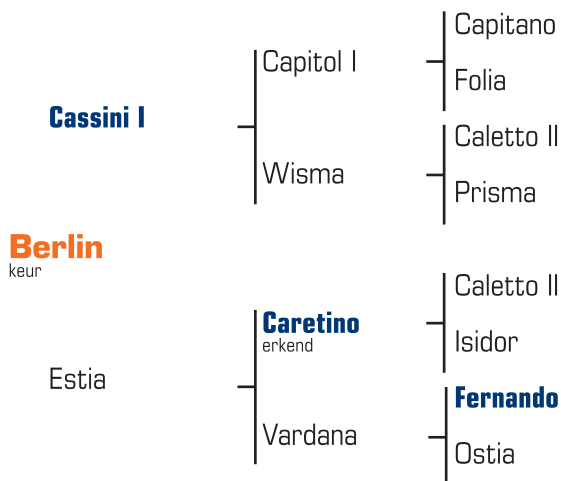 Capitano
Capitol I
Folia
Cassini I
Caletto II
Wisma
Prisma
Berlin
keur
Caletto II
Caretino
erkend
Isidor
Estia
Fernando
Vardana
Ostia